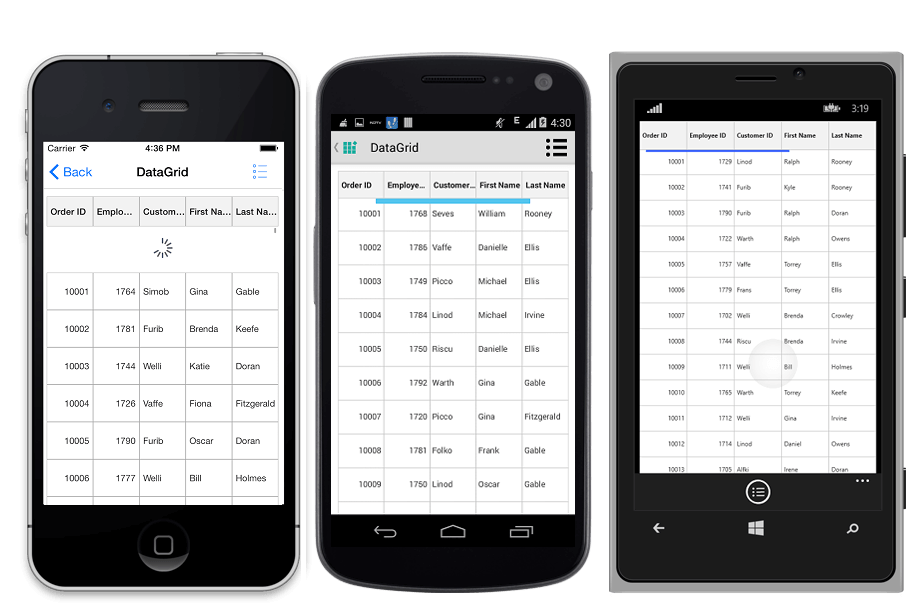 Carrier 4:36 PM
Back DataGrid
Order ID Emplo... Custom... First Na... Last Na...
10001 1764 Simob Gina Gable
10002 1781 Furib Brenda Keefe
10003 1744 Welli Katie Doran
10004 1726 Vaffe Fiona Fitzgerald
10005 1790 Furib Oscar Doran
10006 1777 Welli Bill Holmes
NDTV E 4:30
DataGrid
Order ID Employe... Customer... First Name Last Name
10001 1768 Seves William Rooney
10002 1786 Vaffe Danielle Ellis
10003 1749 Picco Michael Ellis
10004 1784 Linod Michael Irvine
10005 1750 Riscu Danielle Ellis
10006 1792 Warth Gina Gable
10007 1720 Picco Gina Fitzgerald
10008 1781 Folko Frank Gable
10009 1750 Linod Oscar Gable
3:19
Order ID Employee ID Customer ID First Name Last Name
10001 1729 Linod Ralph Rooney
10002 1741 Furib Kyle Rooney
10003 1790 Furib Ralph Doran
10004 1722 Warth Ralph Owens
10005 1757 Vaffe Torrey Ellis
10006 1779 Frans Torrey Ellis
10007 1702 Welli Brenda Crowley
10008 1744 Riscu Brenda Irvine
10009 1711 Welli Bill Holmes
10010 1765 Warth Torrey Keefe
10011 1712 Welli Gina Irvine
10012 1714 Linod Daniel Owens
10013 1705 Alfki Irene Doran